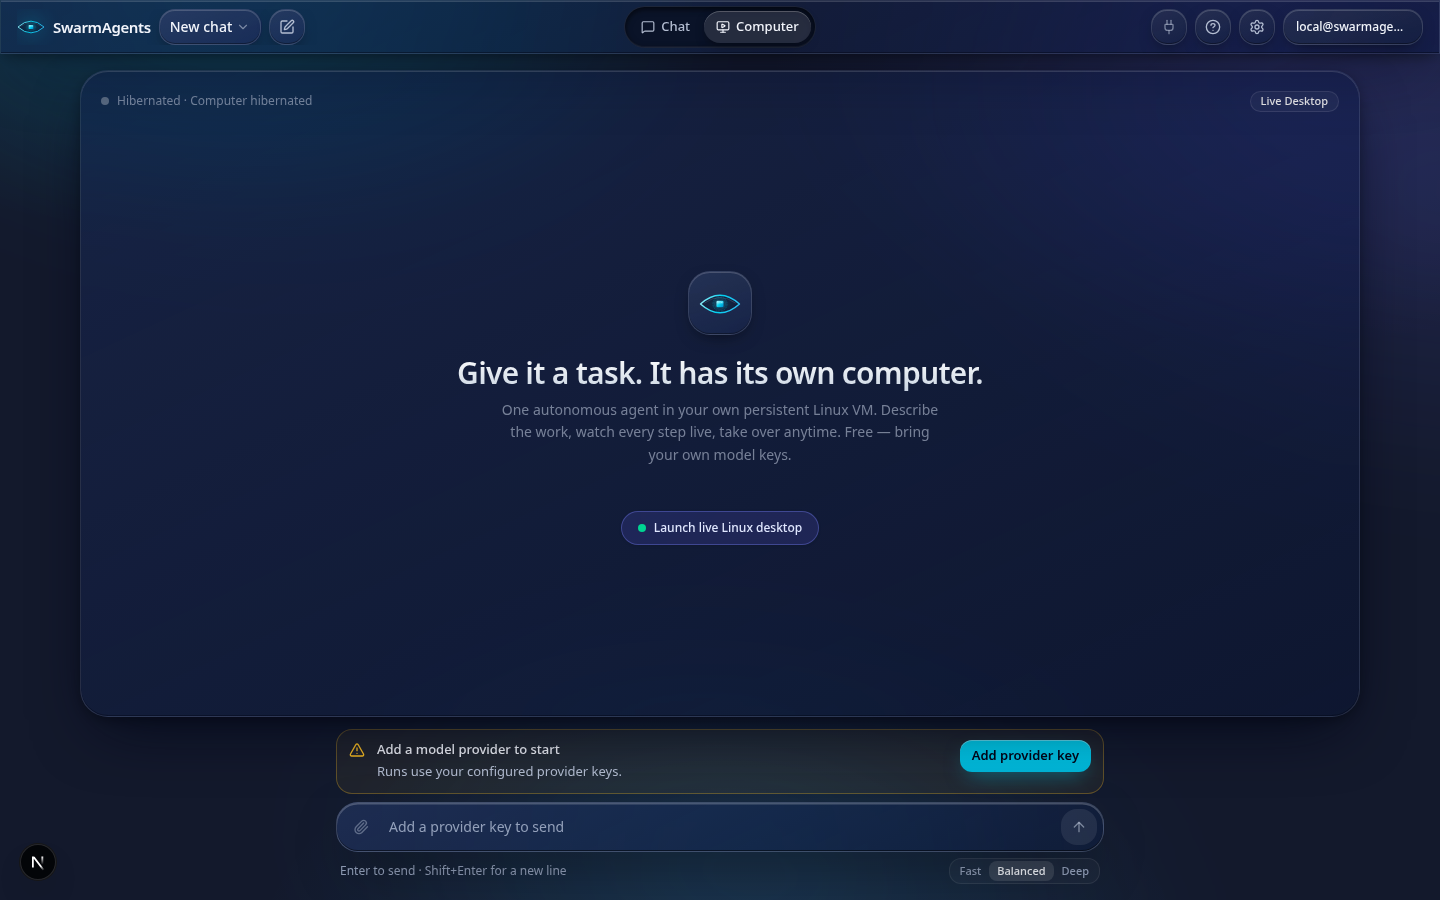 SwarmAgents
New chat
Chat
Computer
local@swarmage...
Hibernated · Computer hibernated
Live Desktop
Give it a task. It has its own computer.
One autonomous agent in your own persistent Linux VM. Describe
the work, watch every step live, take over anytime. Free — bring
your own model keys.
Launch live Linux desktop
Add a model provider to start
Runs use your configured provider keys.
Add provider key
Add a provider key to send
N
Enter to send · Shift+Enter for a new line
Fast
Balanced
Deep